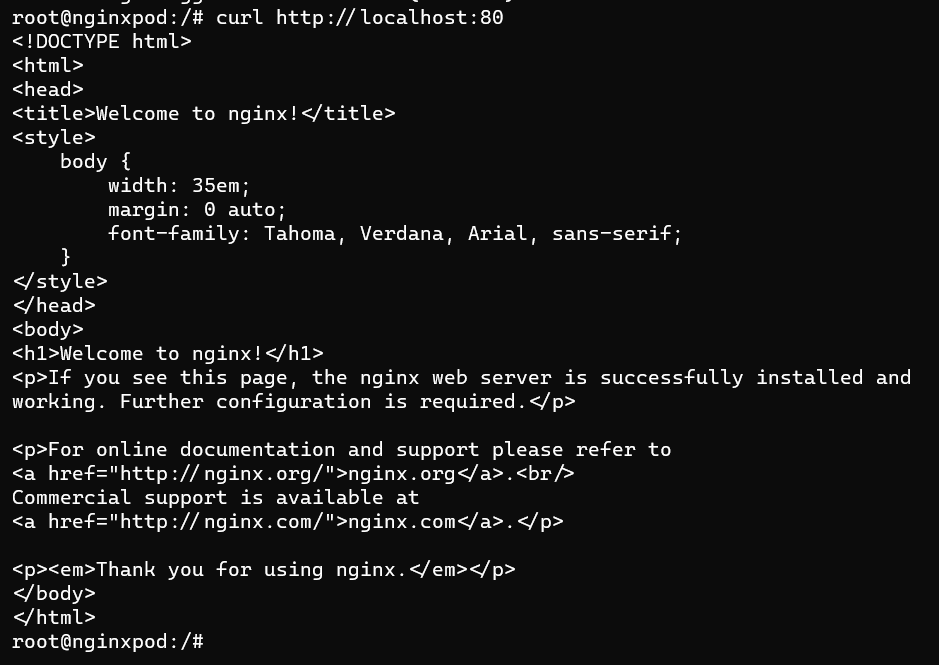 root@nginxpod:/# curl http://localhost:80
<!DOCTYPE html>
<html>
<head>
<title>Welcome to nginx!</title>
<style>
    body {
        width: 35em;
        margin: 0 auto;
        font-family: Tahoma, Verdana, Arial, sans-serif;
    }
</style>
</head>
<body>
<h1>Welcome to nginx!</h1>
<p>If you see this page, the nginx web server is successfully installed and
working. Further configuration is required.</p>

<p>For online documentation and support please refer to
<a href="http://nginx.org/">nginx.org</a>.<br/>
Commercial support is available at
<a href="http://nginx.com/">nginx.com</a>.</p>

<p><em>Thank you for using nginx.</em></p>
</body>
</html>
root@nginxpod:/#